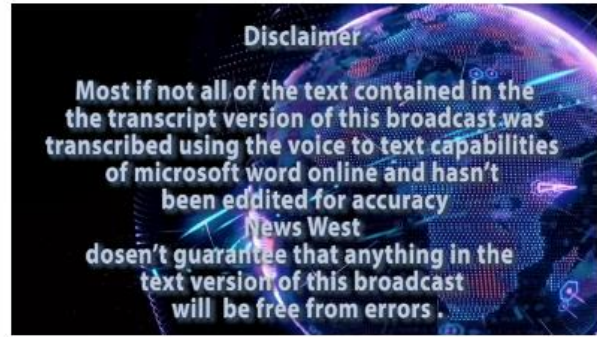 Disclaimer
Most if not all of the text contained in the
the transcript version of this broadcast was
transcribed using the voice to text capabilities
of microsoft word online and hasn't
been eddited for accuracy
News West
dosen't guarantee that anything in the
text version of this broadcast
will be free from errors .